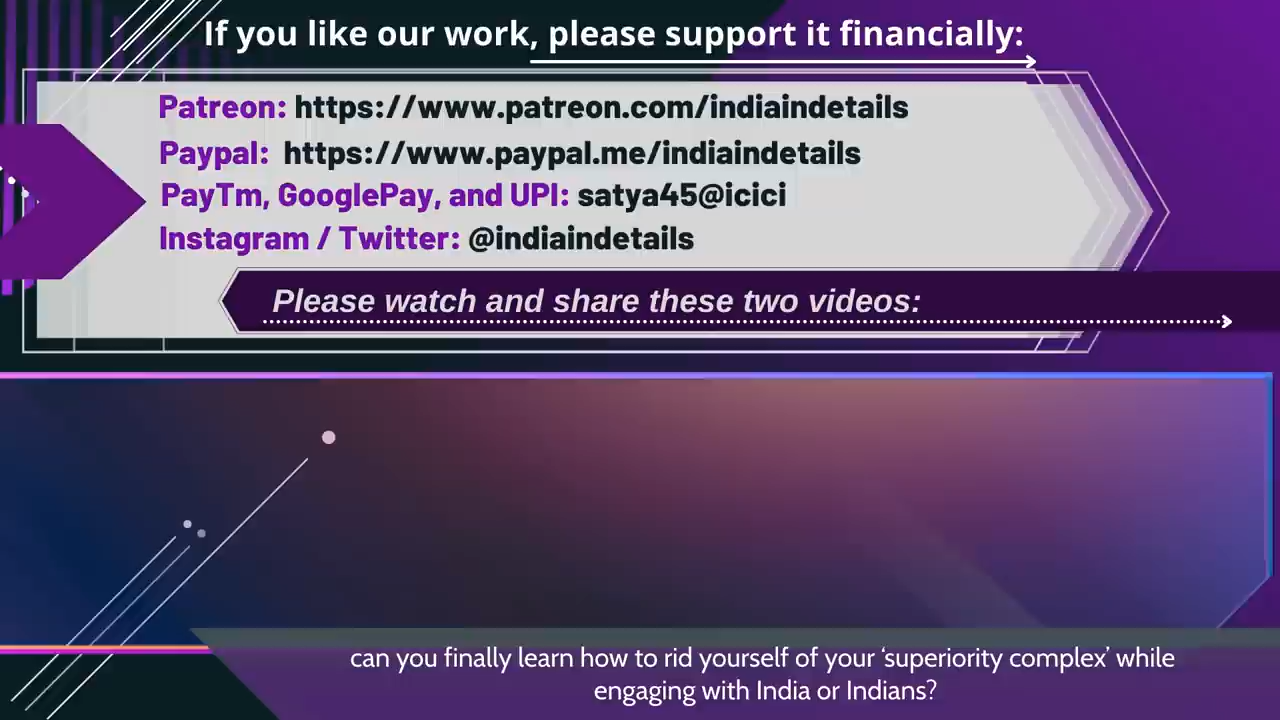 If you like our work, please support it financially:
Patreon: https://www.patreon.com/indiaindetails
Paypal: https://www.paypal.me/indiaindetails
PayTm, GooglePay, and UPI: satya45@icici
Instagram / Twitter: @indiaindetails
Please watch and share these two videos:
can you finally learn how to rid yourself of your ‘superiority complex’ while
engaging with India or Indians?